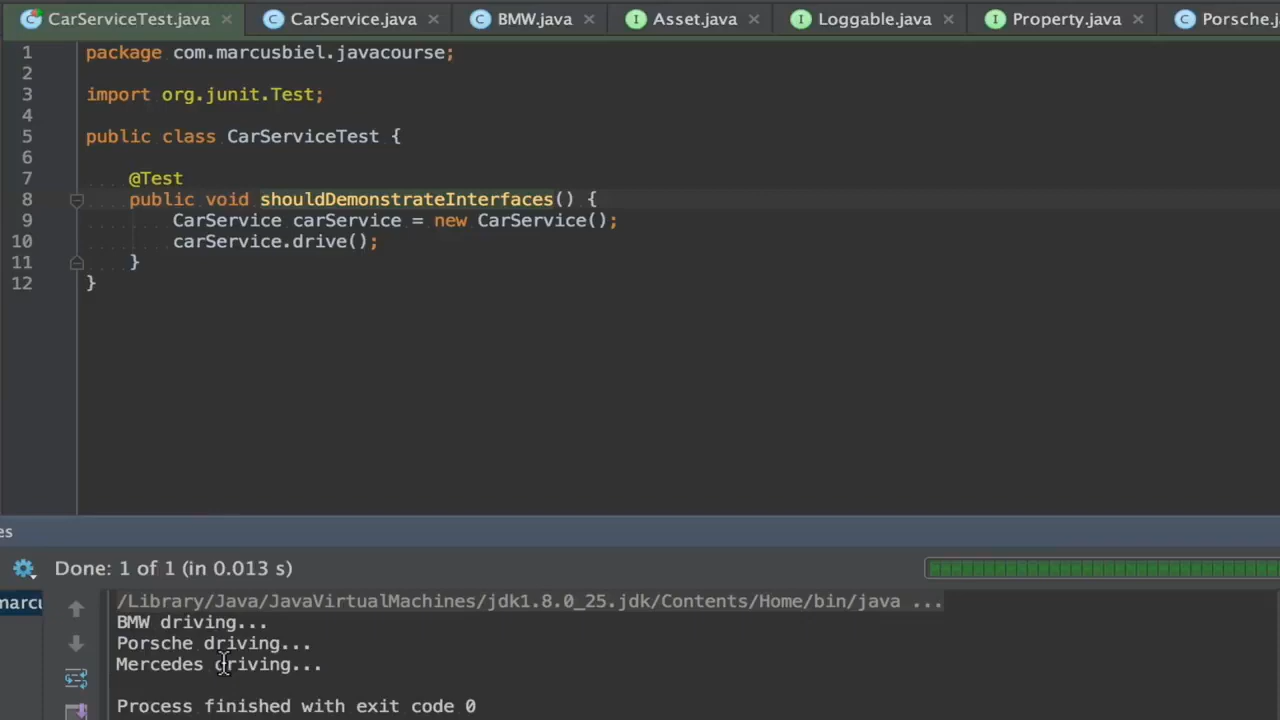 CarServiceTest.java CarService.java BMW.java Asset.java Loggable.java Property.java Porsche.j
1 package com.marcusbiel.javacourse;
2
3 import org.junit.Test;
4
5 public class CarServiceTest {
6
7 @Test
8 public void shouldDemonstrateInterfaces() {
9 CarService carService = new CarService();
10 carService.drive();
11 }
12 }
es
Done: 1 of 1 (in 0.013 s)
marcu /Library/Java/JavaVirtualMachines/jdk1.8.0_25.jdk/Contents/Home/bin/java ...
BMW driving...
Porsche driving...
Mercedes driving...
Process finished with exit code 0